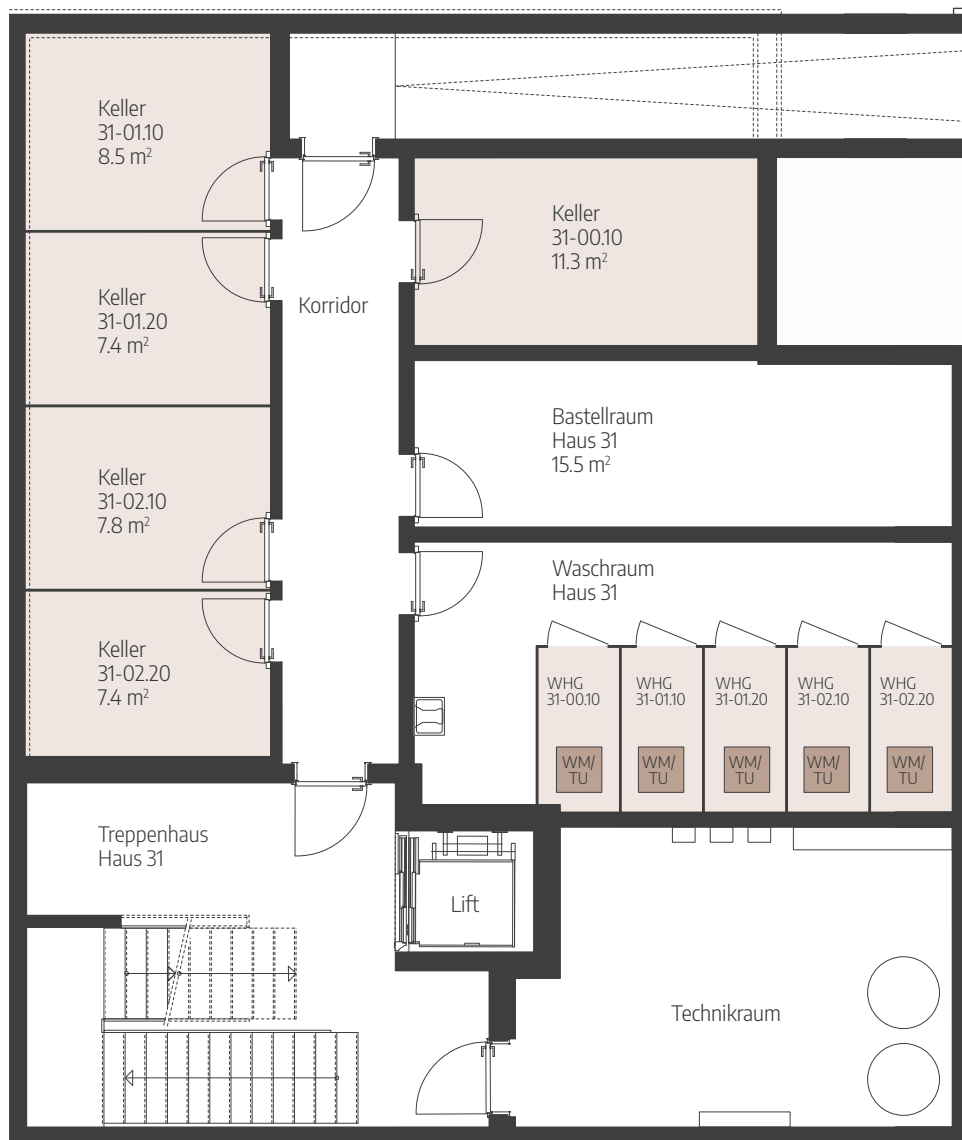 Keller
31-01.10
8.5 m²
Keller
31-00.10
11.3 m²
Keller
31-01.20
7.4 m²
Korridor
Keller
31-02.10
7.8 m²
Bastellraum
Haus 31
15.5 m²
Waschraum
Haus 31
Keller
31-02.20
7.4 m²
WHG
31-00.10
WHG
31-01.10
WHG
31-01.20
WHG
31-02.10
WHG
31-02.20
WM/
TU
WM/
TU
WM/
TU
WM/
TU
WM/
TU
Treppenhaus
Haus 31
Lift
Technikraum